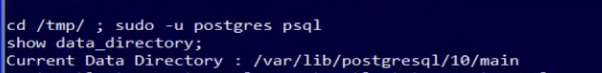 cd /tmp/ ; sudo -u postgres psql
show data_directory;
Current Data Directory : /var/lib/postgresql/10/main